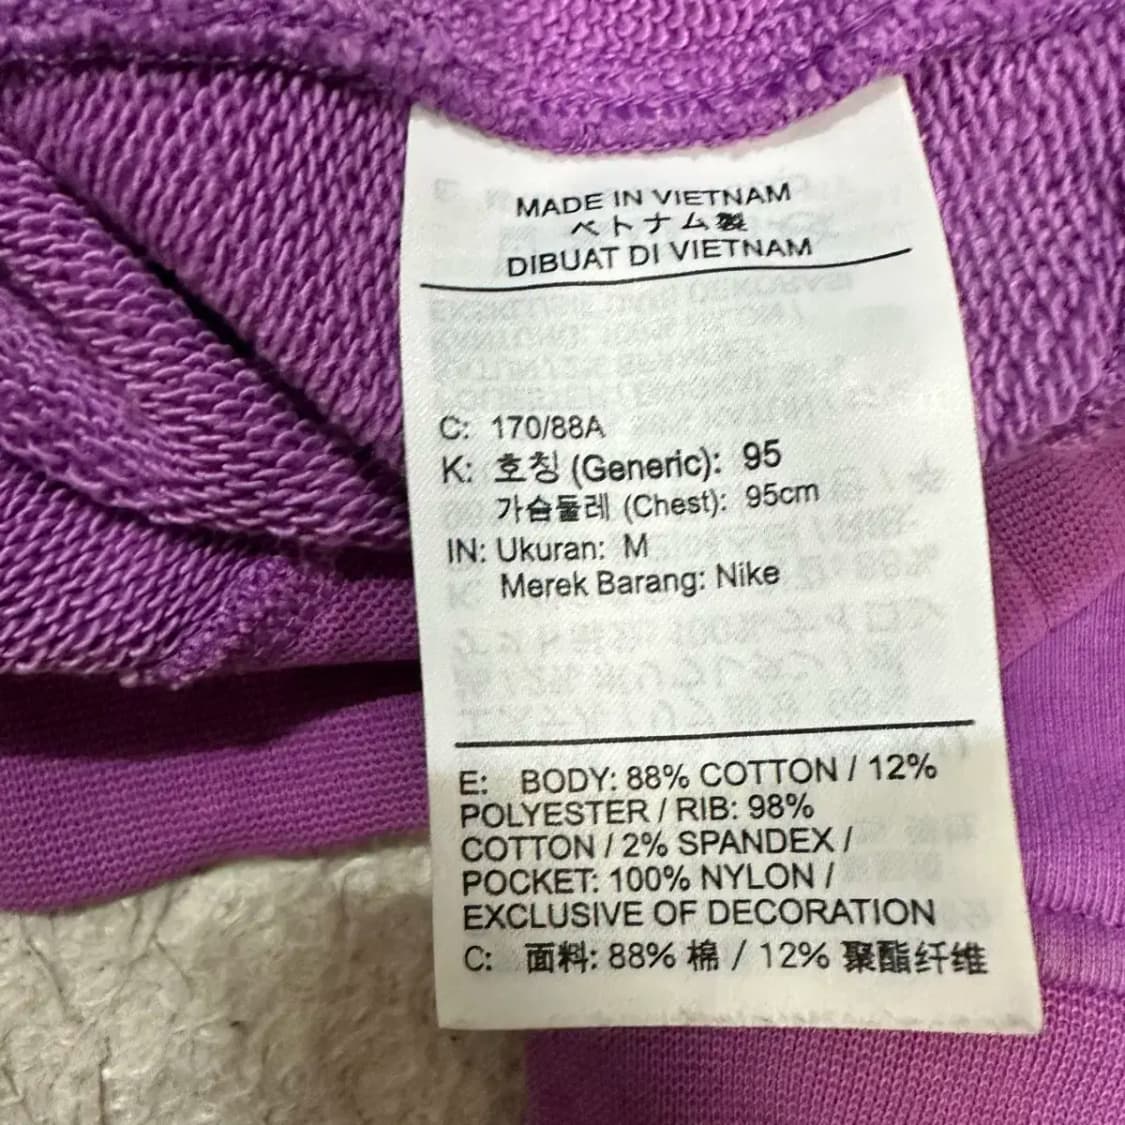 MADE IN VIETNAM
ベトナム製
DIBUAT DI VIETNAM
C: 170/88A
K: 호칭 (Generic): 95
가슴둘레 (Chest): 95cm
IN: Ukuran: M
Merek Barang: Nike
E: BODY: 88% COTTON / 12%
POLYESTER / RIB: 98%
COTTON / 2% SPANDEX /
POCKET: 100% NYLON /
EXCLUSIVE OF DECORATION
C: 面料: 88% 棉 / 12% 聚酯纤维